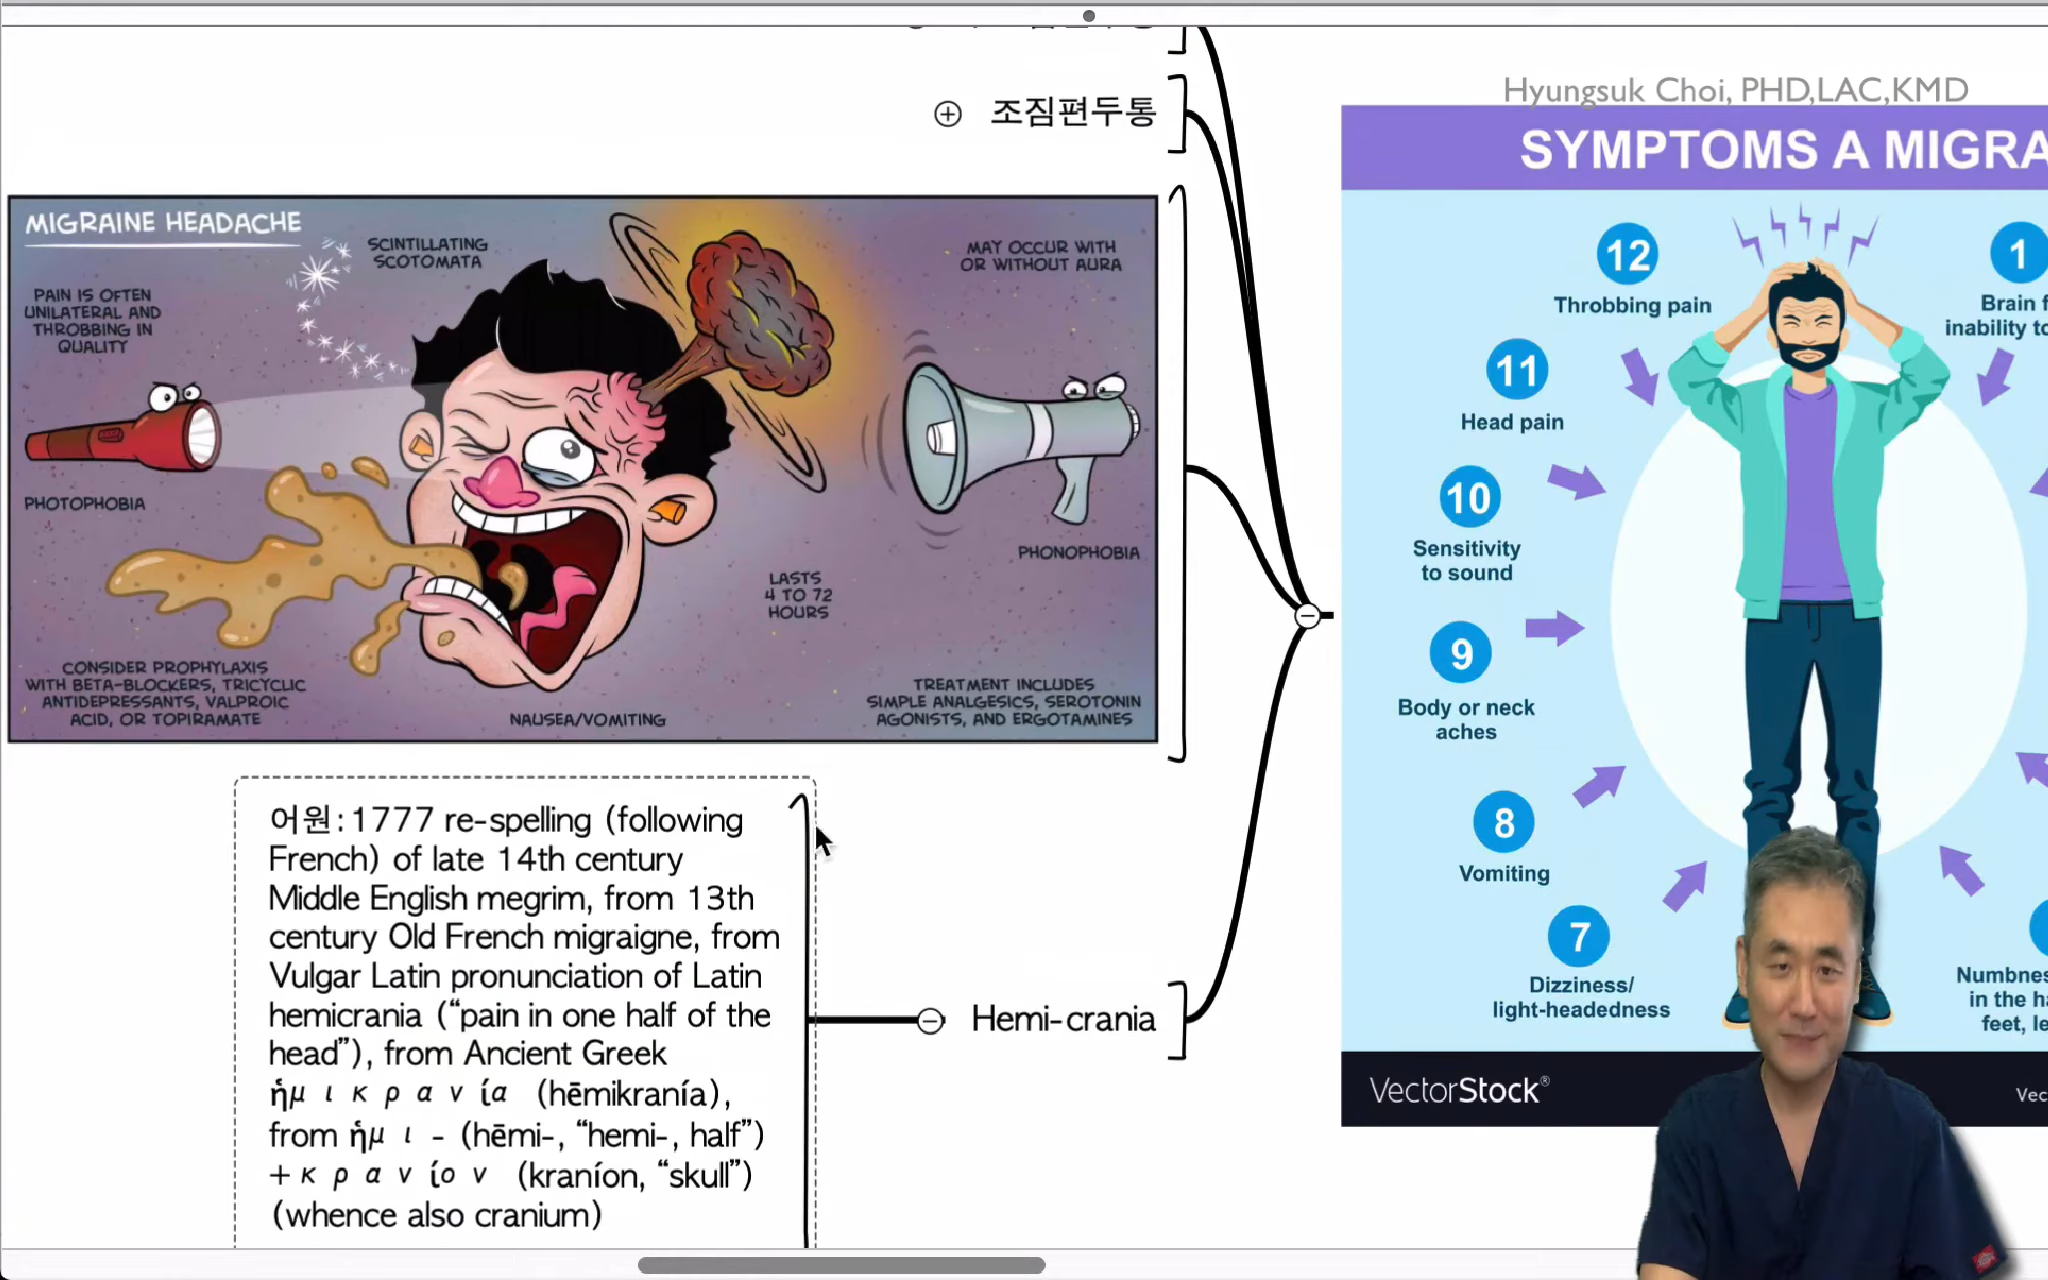 조짐편두통
MIGRAINE HEADACHE
SCINTILLATING
SCOTOMATA
MAY OCCUR WITH
OR WITHOUT AURA
PAIN IS OFTEN
UNILATERAL AND
THROBBING IN
QUALITY
PHOTOPHOBIA
PHONOPHOBIA
LASTS
4 TO 72
HOURS
CONSIDER PROPHYLAXIS
WITH BETA-BLOCKERS, TRICYCLIC
ANTIDEPRESSANTS, VALPROIC
ACID, OR TOPIRAMATE
NAUSEA/VOMITING
TREATMENT INCLUDES
SIMPLE ANALGESICS, SEROTONIN
AGONISTS, AND ERGOTAMINES
어원: 1777 re-spelling (following
French) of late 14th century
Middle English megrim, from 13th
century Old French migraigne, from
Vulgar Latin pronunciation of Latin
hemicrania (“pain in one half of the
head”), from Ancient Greek
ἡμικρανία (hēmikranía),
from ἡμι- (hēmi-, “hemi-, half”)
+κρανίον (kraníon, “skull”)
(whence also cranium)
Hemi-crania
Hyungsuk Choi, PHD,LAC,KMD
SYMPTOMS A MIGRA
12
Throbbing pain
1
Brain f
inability to
11
Head pain
10
Sensitivity
to sound
9
Body or neck
aches
8
Vomiting
7
Dizziness/
light-headedness
Numbnes
in the ha
feet, le
VectorStock®
Vec